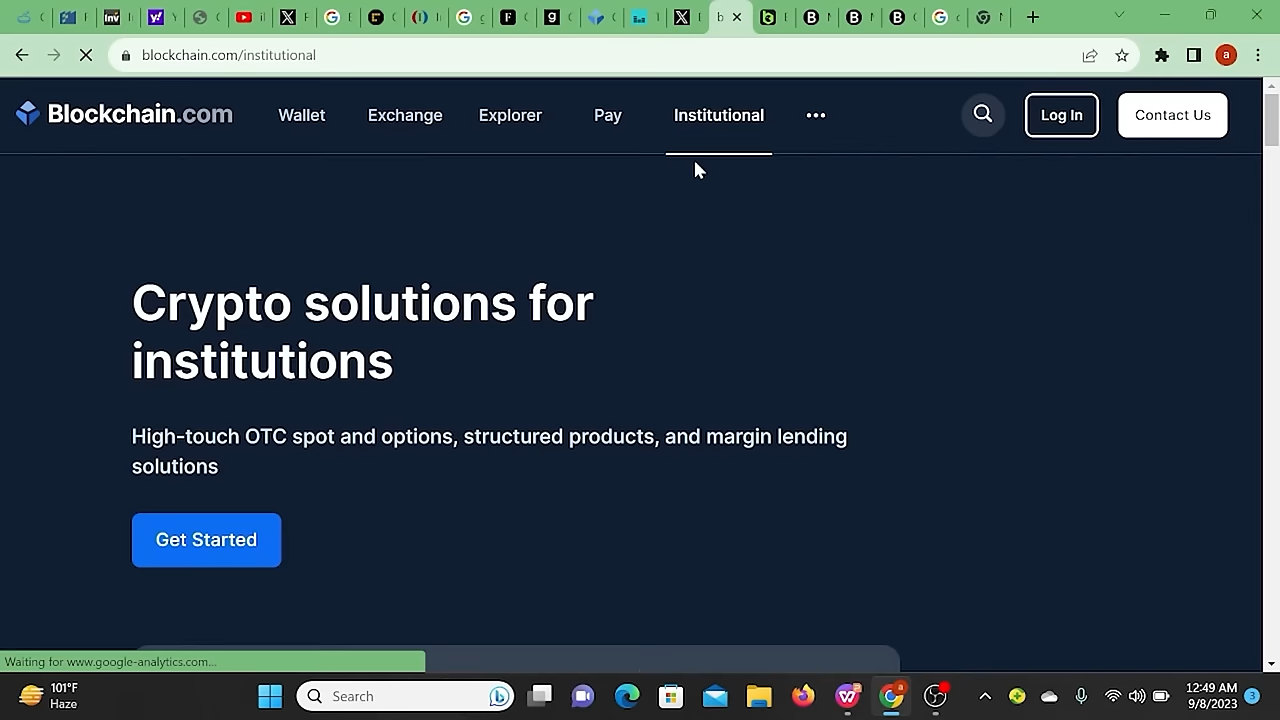 blockchain.com/institutional
Blockchain.com
Wallet
Exchange
Explorer
Pay
Institutional
Log In
Contact Us
Crypto solutions for
institutions
High-touch OTC spot and options, structured products, and margin lending
solutions
Get Started
Waiting for www.google-analytics.com...
101°F
Haze
Search
12:49 AM
9/8/2023
3